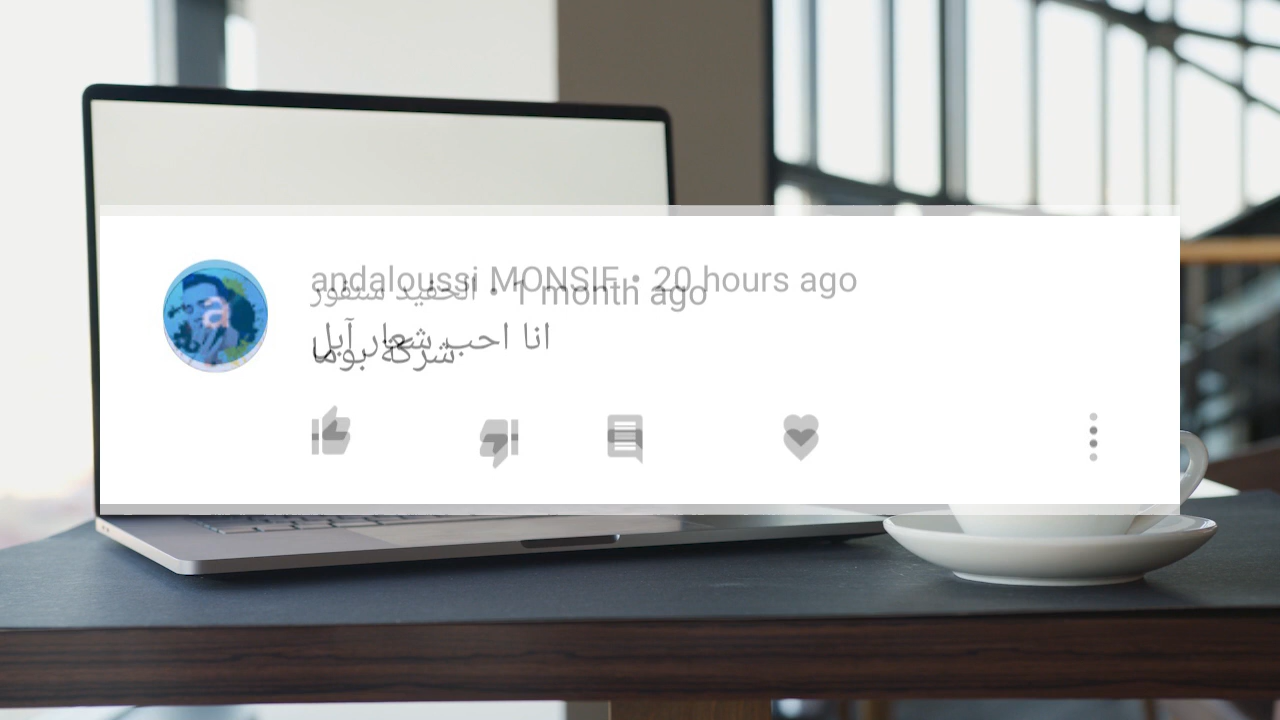 andaloussi MONSIF • 20 hours ago
الحفيد سنفور • 1 month ago
انا احب شعار آبل
شركة بوما
a